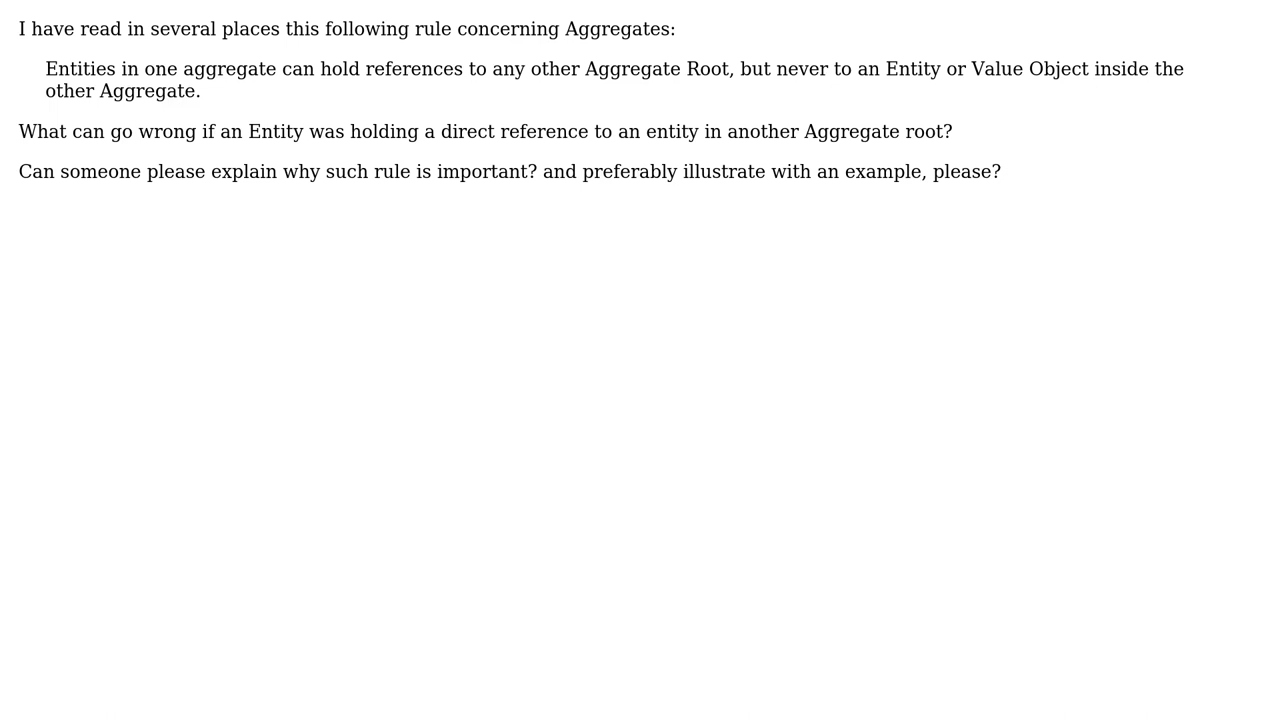 I have read in several places this following rule concerning Aggregates:
Entities in one aggregate can hold references to any other Aggregate Root, but never to an Entity or Value Object inside the
other Aggregate.
What can go wrong if an Entity was holding a direct reference to an entity in another Aggregate root?
Can someone please explain why such rule is important? and preferably illustrate with an example, please?